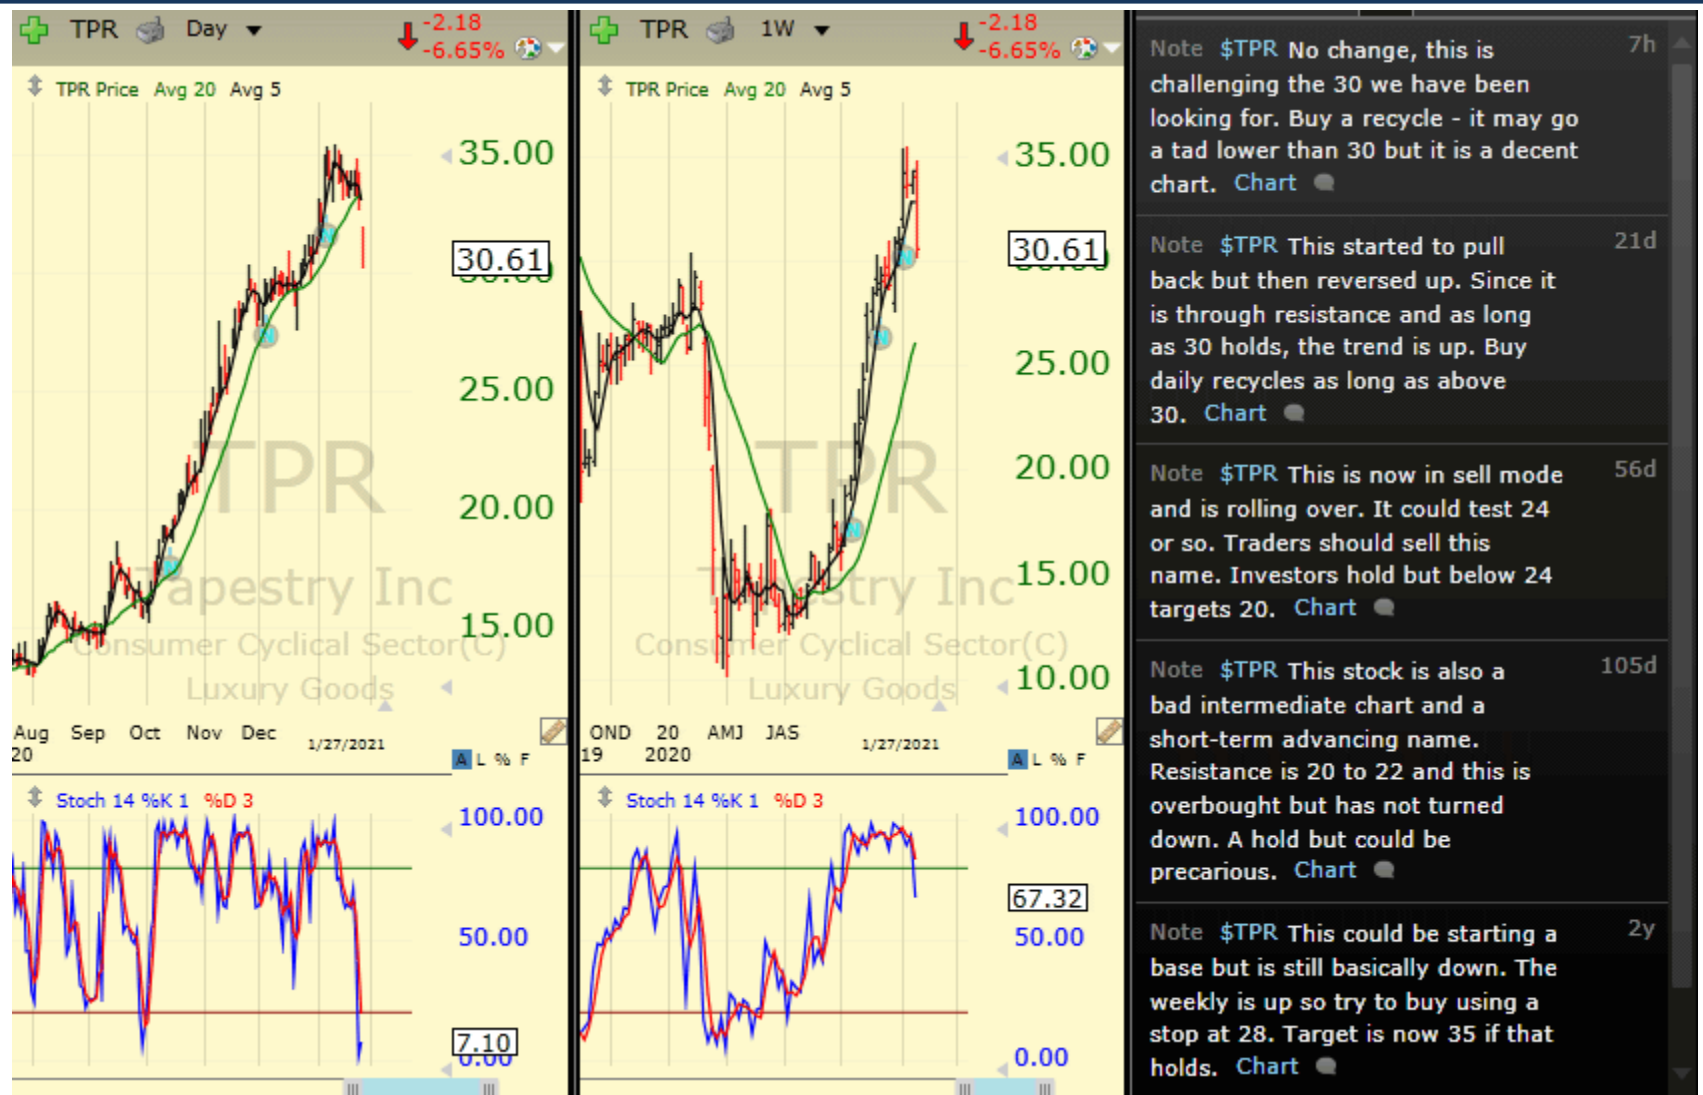 TPR Day -2.18
-6.65%
TPR Price Avg 20 Avg 5
35.00
30.61
25.00
20.00
15.00
TPR
Tapestry Inc
Consumer Cyclical Sector(C)
Luxury Goods
Aug Sep Oct Nov Dec
20 1/27/2021
A L % F
Stoch 14 %K 1 %D 3
100.00
50.00
7.10
0.00
TPR 1W -2.18
-6.65%
TPR Price Avg 20 Avg 5
35.00
30.61
25.00
20.00
15.00
10.00
TPR
Tapestry Inc
Consumer Cyclical Sector(C)
Luxury Goods
OND 20 AMJ JAS
19 2020 1/27/2021
A L % F
Stoch 14 %K 1 %D 3
100.00
67.32
50.00
0.00
Note $TPR No change, this is 7h
challenging the 30 we have been
looking for. Buy a recycle - it may go
a tad lower than 30 but it is a decent
chart. Chart
Note $TPR This started to pull 21d
back but then reversed up. Since it
is through resistance and as long
as 30 holds, the trend is up. Buy
daily recycles as long as above
30. Chart
Note $TPR This is now in sell mode 56d
and is rolling over. It could test 24
or so. Traders should sell this
name. Investors hold but below 24
targets 20. Chart
Note $TPR This stock is also a 105d
bad intermediate chart and a
short-term advancing name.
Resistance is 20 to 22 and this is
overbought but has not turned
down. A hold but could be
precarious. Chart
Note $TPR This could be starting a 2y
base but is still basically down. The
weekly is up so try to buy using a
stop at 28. Target is now 35 if that
holds. Chart